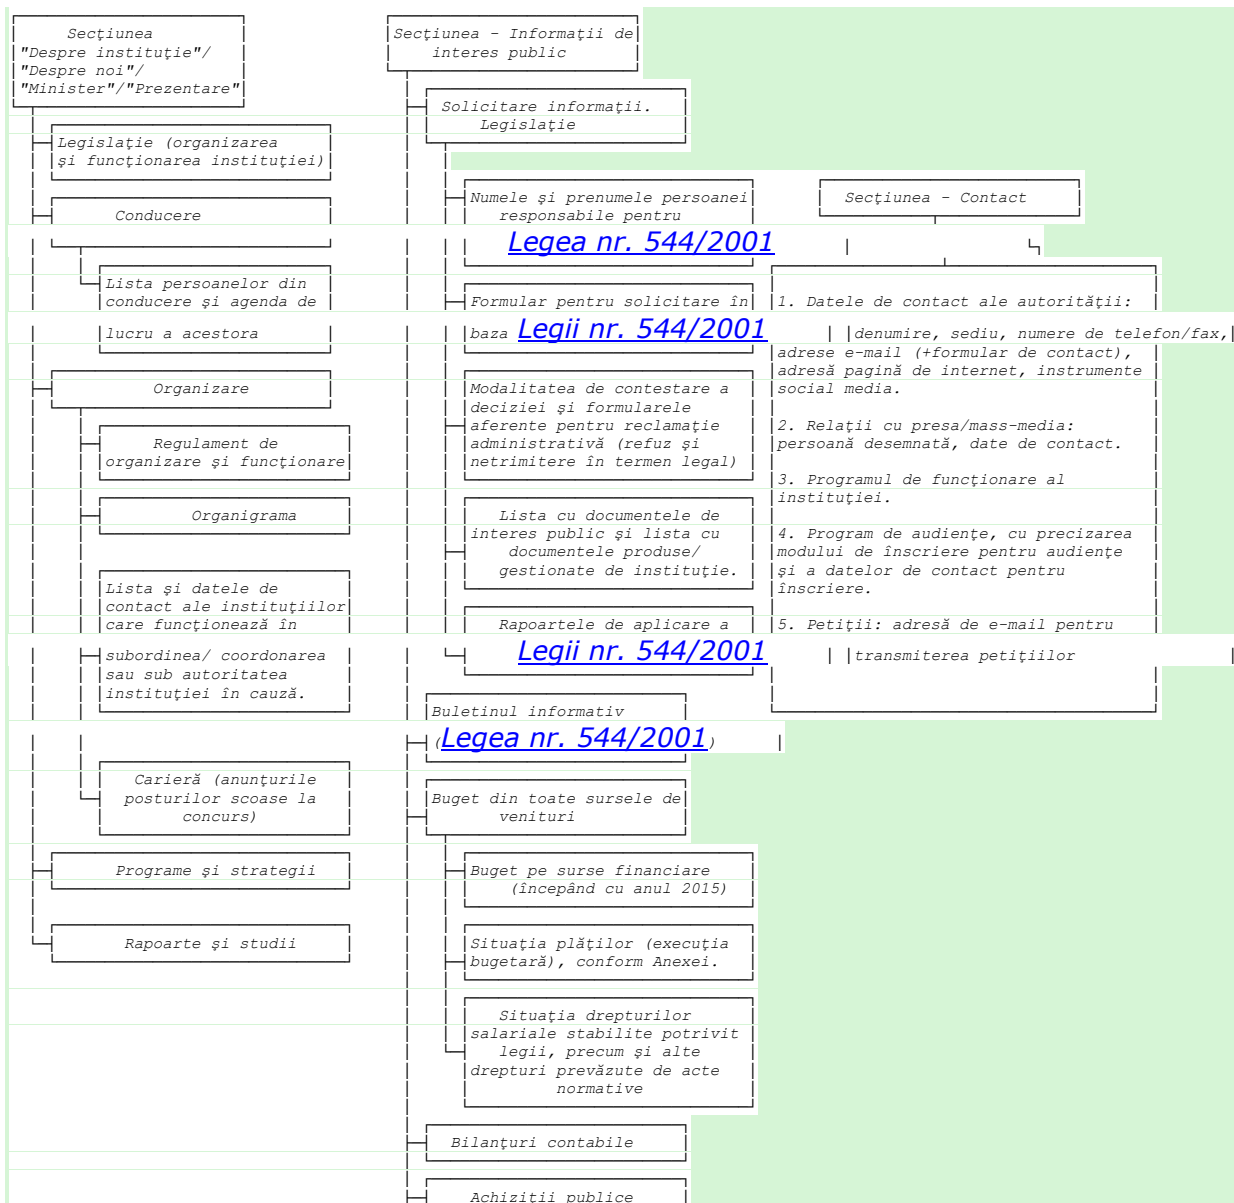 Secţiunea
"Despre instituţie"/
"Despre noi"/
"Minister"/"Prezentare"
Legislaţie (organizarea
şi funcţionarea instituţiei)
Conducere
Lista persoanelor din
conducere şi agenda de
lucru a acestora
Organizare
Regulament de
organizare şi funcţionare
Organigrama
Lista şi datele de
contact ale instituţiilor
care funcţionează în
subordinea/ coordonarea
sau sub autoritatea
instituţiei în cauză.
Carieră (anunţurile
posturilor scoase la
concurs)
Programe şi strategii
Rapoarte şi studii
Secţiunea - Informaţii de
interes public
Solicitare informaţii.
Legislaţie
Numele şi prenumele persoanei
responsabile pentru
Legea nr. 544/2001
Formular pentru solicitare în
baza Legii nr. 544/2001
Modalitatea de contestare a
deciziei şi formularele
aferente pentru reclamaţie
administrativă (refuz şi
netrimitere în termen legal)
Lista cu documentele de
interes public şi lista cu
documentele produse/
gestionate de instituţie.
Rapoartele de aplicare a
Legii nr. 544/2001
Buletinul informativ
(Legea nr. 544/2001)
Buget din toate sursele de
venituri
Buget pe surse financiare
(începând cu anul 2015)
Situaţia plăţilor (execuţia
bugetară), conform Anexei.
Situaţia drepturilor
salariale stabilite potrivit
legii, precum şi alte
drepturi prevăzute de acte
normative
Bilanţuri contabile
Achiziţii publice
Secţiunea - Contact
1. Datele de contact ale autorităţii:
denumire, sediu, numere de telefon/fax,
adrese e-mail (+formular de contact),
adresă pagină de internet, instrumente
social media.
2. Relaţii cu presa/mass-media:
persoană desemnată, date de contact.
3. Programul de funcţionare al
instituţiei.
4. Program de audienţe, cu precizarea
modului de înscriere pentru audienţe
şi a datelor de contact pentru
înscriere.
5. Petiţii: adresă de e-mail pentru
transmiterea petiţiilor